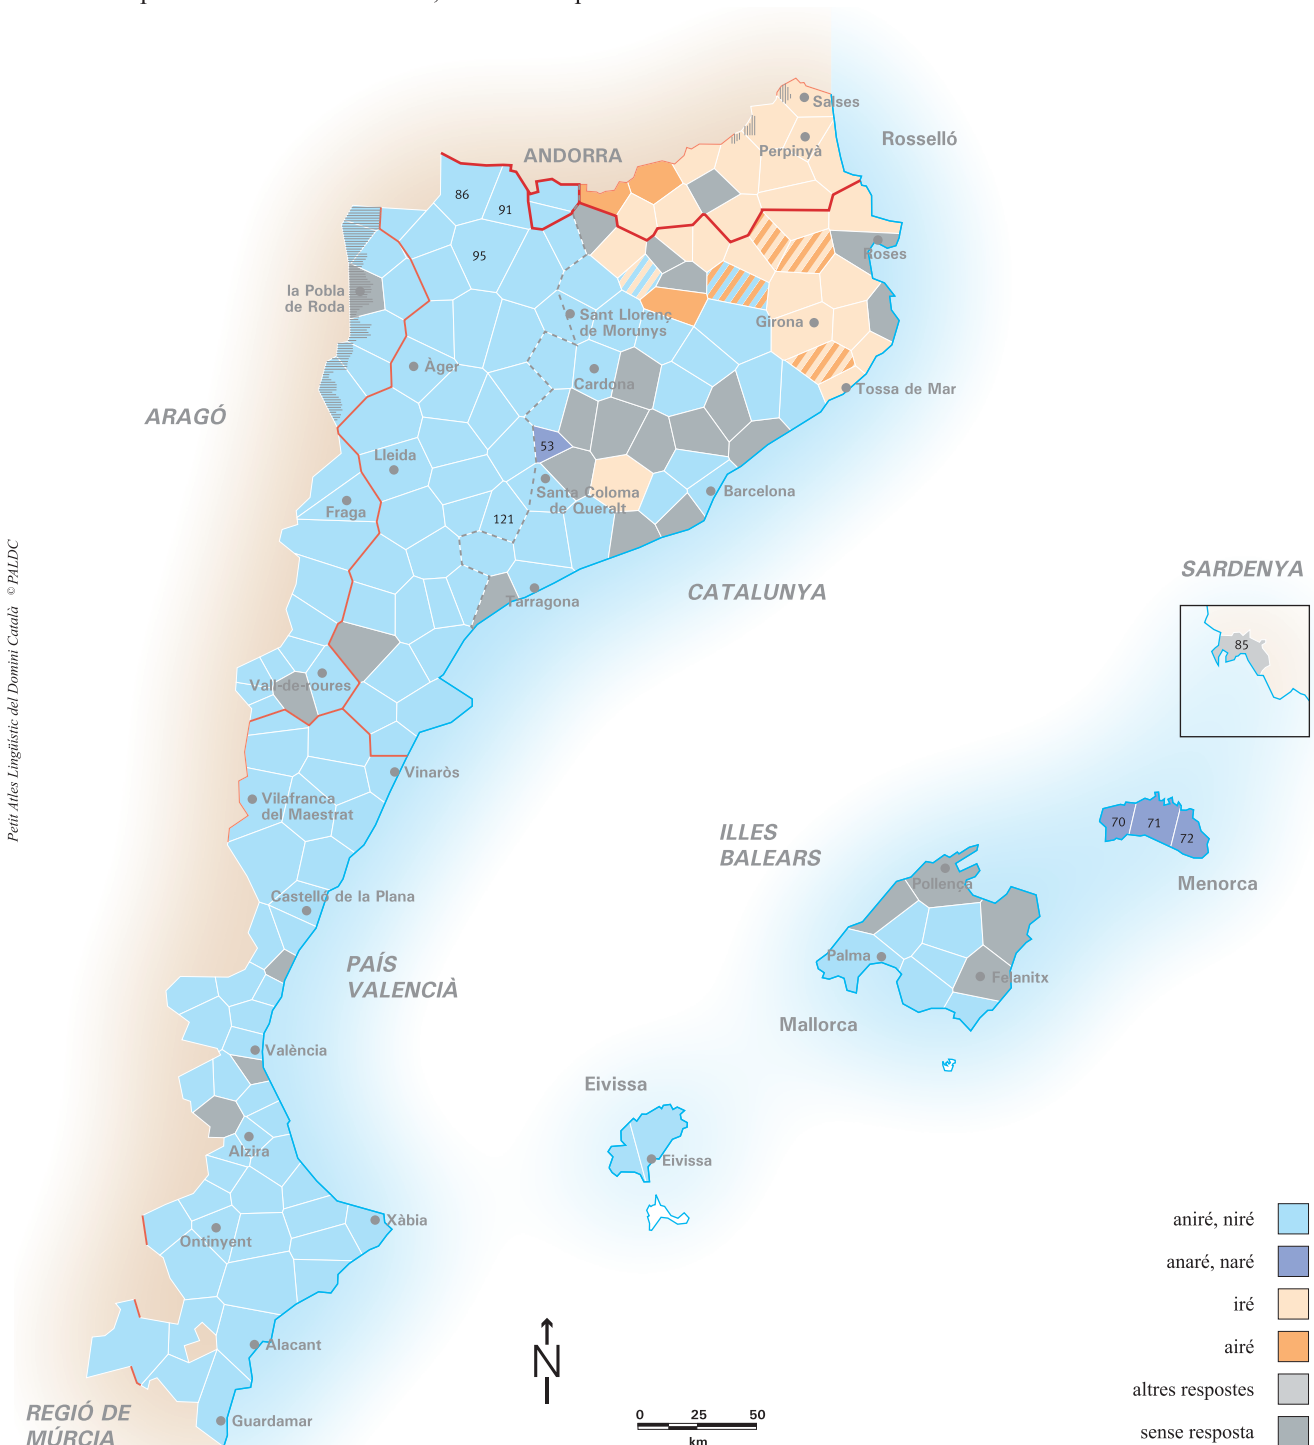 Salses
Rosselló
Perpinyà
ANDORRA
86
91
95
Roses
la Pobla
de Roda
Sant Llorenç
de Morunys
Girona
Àger
Cardona
Tossa de Mar
ARAGÓ
53
Lleida
Santa Coloma
de Queralt
Barcelona
Fraga
121
Petit Atles Lingüístic del Domini Català © PALDC
SARDENYA
CATALUNYA
Tarragona
85
Vall-de-roures
Vinaròs
Vilafranca
del Maestrat
ILLES
BALEARS
70
71
72
Menorca
Pollença
Castelló de la Plana
Palma
Felanitx
PAÍS
VALENCIÀ
Mallorca
València
Eivissa
Alzira
Eivissa
Xàbia
Ontinyent
aniré, niré
anaré, naré
iré
airé
altres respostes
sense resposta
Alacant
N
REGIÓ DE
MÚRCIA
Guardamar
0 25 50
km